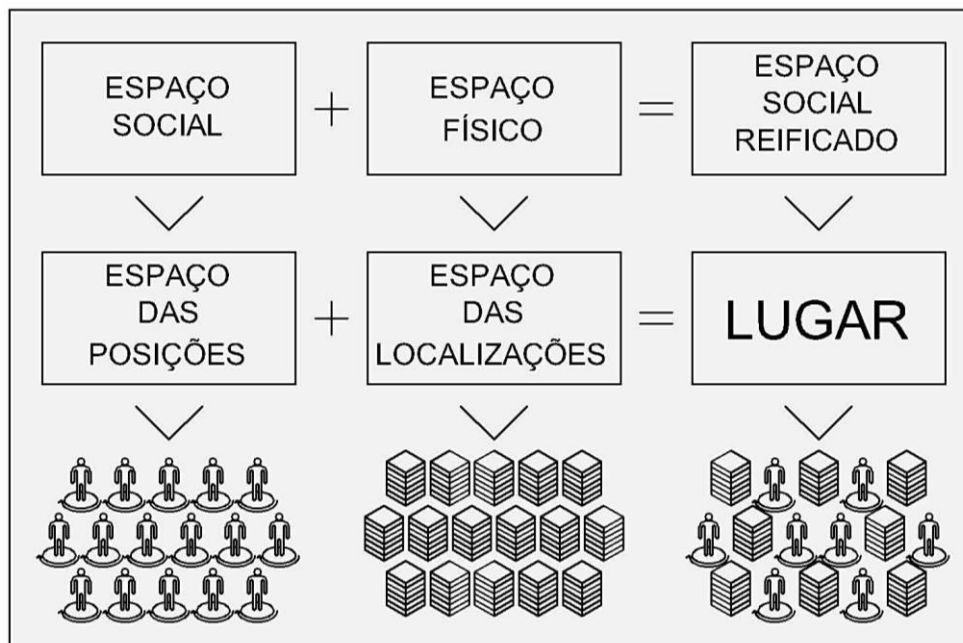 ESPAÇO
SOCIAL
+
ESPAÇO
FÍSICO
=
ESPAÇO
SOCIAL
REIFICADO
ESPAÇO
DAS
POSIÇÕES
+
ESPAÇO
DAS
LOCALIZAÇÕES
=
LUGAR